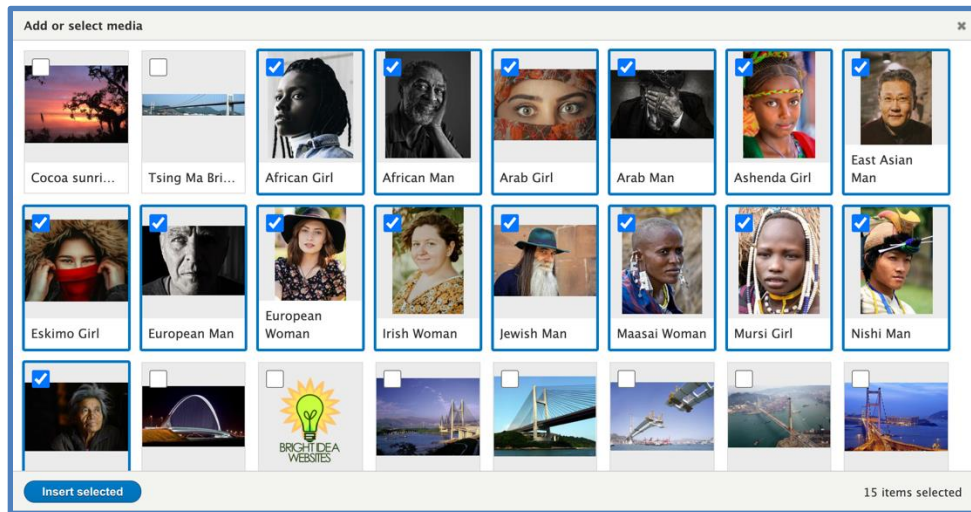 Add or select media
Cocoa sunri...
Tsing Ma Bri...
African Girl
African Man
Arab Girl
Arab Man
Ashenda Girl
East Asian
Man
Eskimo Girl
European Man
European
Woman
Irish Woman
Jewish Man
Maasai Woman
Mursi Girl
Nishi Man
BRIGHT IDEA
WEBSITES
Insert selected
15 items selected